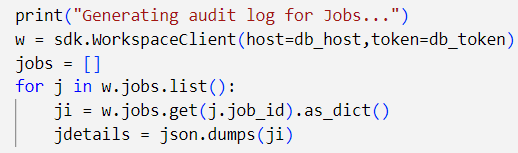 print("Generating audit log for Jobs...")
w = sdk.WorkspaceClient(host=db_host,token=db_token)
jobs = []
for j in w.jobs.list():
    ji = w.jobs.get(j.job_id).as_dict()
    jdetails = json.dumps(ji)